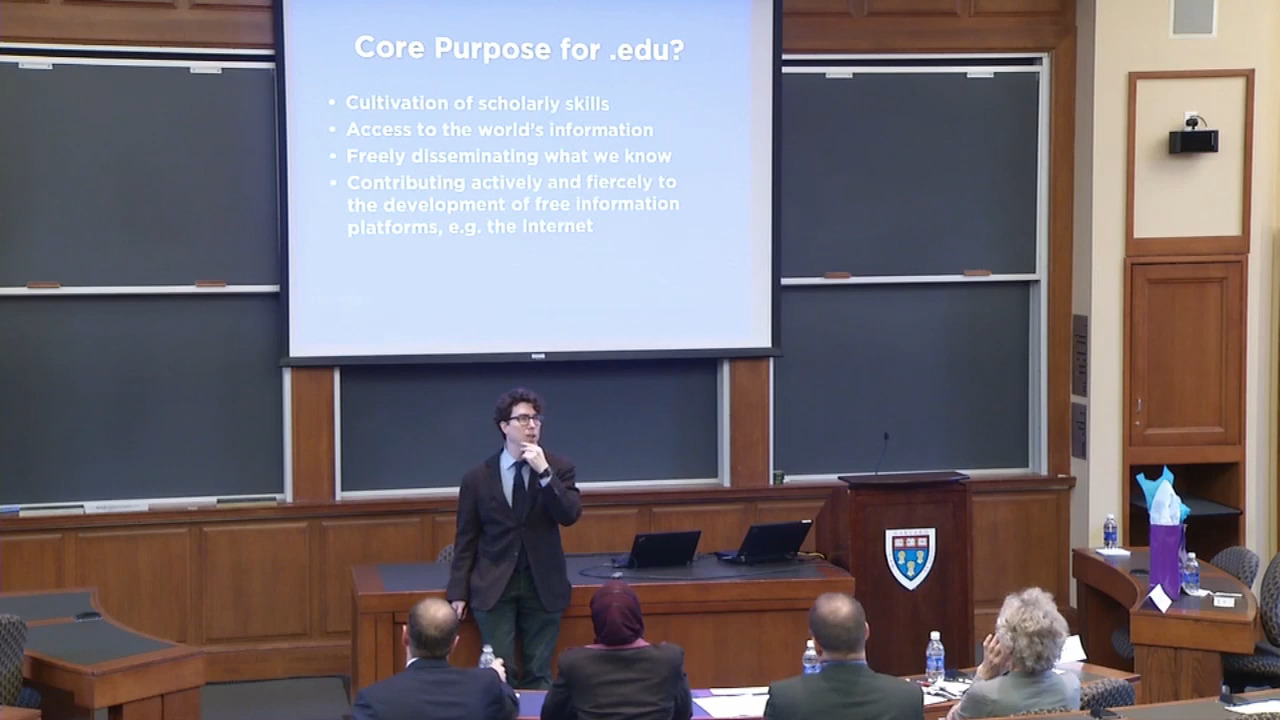 Core Purpose for .edu?
• Cultivation of scholarly skills
• Access to the world's information
• Freely disseminating what we know
• Contributing actively and fiercely to
the development of free information
platforms, e.g. the Internet